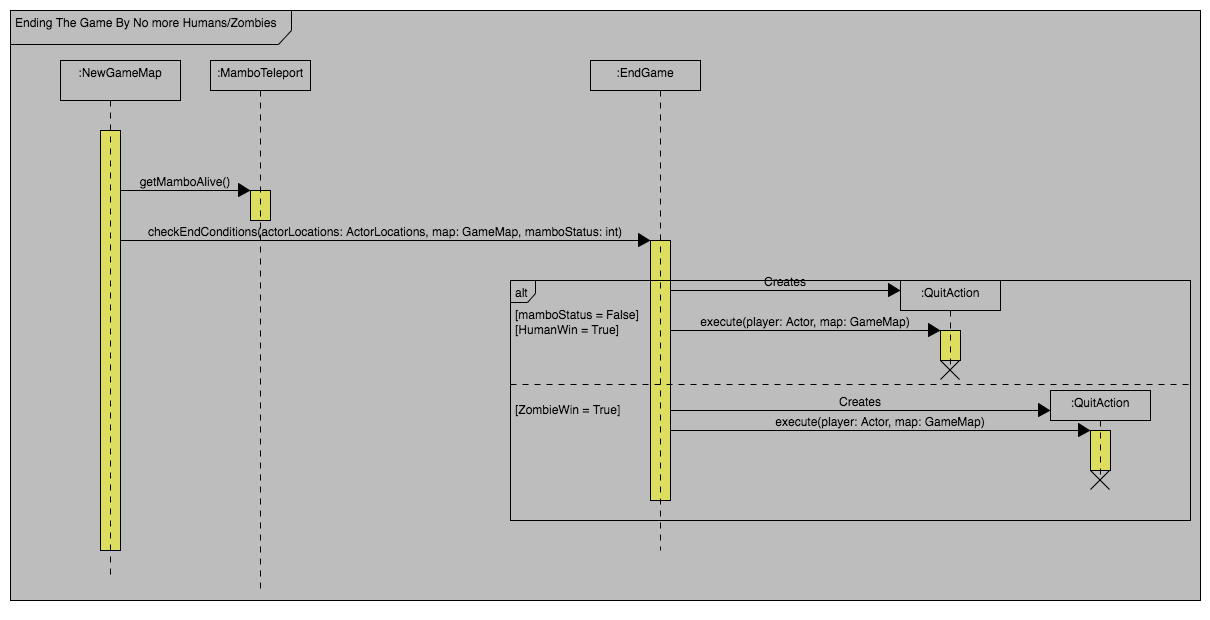 Ending The Game By No more Humans/Zombies
:NewGameMap
:MamboTeleport
:EndGame
getMamboAlive()
checkEndConditions(actorLocations: ActorLocations, map: GameMap, mamboStatus: int)
alt
Creates
:QuitAction
[mamboStatus = False]
[HumanWin = True]
execute(player: Actor, map: GameMap)
[ZombieWin = True]
Creates
:QuitAction
execute(player: Actor, map: GameMap)